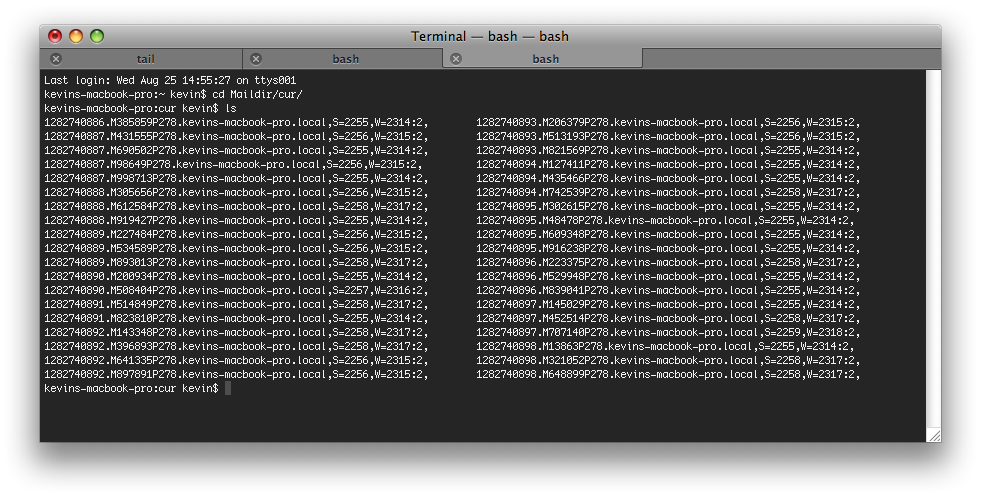 Terminal — bash — bash
tail bash bash
Last login: Wed Aug 25 14:55:27 on ttys001
kevins-macbook-pro:~ kevin$ cd Maildir/cur/
kevins-macbook-pro:cur kevin$ ls
1282740886.M385859P278.kevins-macbook-pro.local,S=2255,W=2314:2, 1282740893.M206379P278.kevins-macbook-pro.local,S=2256,W=2315:2,
1282740887.M431555P278.kevins-macbook-pro.local,S=2256,W=2315:2, 1282740893.M513193P278.kevins-macbook-pro.local,S=2256,W=2315:2,
1282740887.M690502P278.kevins-macbook-pro.local,S=2255,W=2314:2, 1282740893.M821569P278.kevins-macbook-pro.local,S=2255,W=2314:2,
1282740887.M98649P278.kevins-macbook-pro.local,S=2256,W=2315:2, 1282740894.M127411P278.kevins-macbook-pro.local,S=2255,W=2314:2,
1282740887.M998713P278.kevins-macbook-pro.local,S=2255,W=2314:2, 1282740894.M435466P278.kevins-macbook-pro.local,S=2255,W=2314:2,
1282740888.M305656P278.kevins-macbook-pro.local,S=2256,W=2315:2, 1282740894.M742539P278.kevins-macbook-pro.local,S=2258,W=2317:2,
1282740888.M612584P278.kevins-macbook-pro.local,S=2258,W=2317:2, 1282740895.M302615P278.kevins-macbook-pro.local,S=2255,W=2314:2,
1282740888.M919427P278.kevins-macbook-pro.local,S=2255,W=2314:2, 1282740895.M48478P278.kevins-macbook-pro.local,S=2255,W=2314:2,
1282740889.M227484P278.kevins-macbook-pro.local,S=2256,W=2315:2, 1282740895.M609348P278.kevins-macbook-pro.local,S=2255,W=2314:2,
1282740889.M534589P278.kevins-macbook-pro.local,S=2256,W=2315:2, 1282740895.M916238P278.kevins-macbook-pro.local,S=2255,W=2314:2,
1282740889.M893013P278.kevins-macbook-pro.local,S=2258,W=2317:2, 1282740896.M223375P278.kevins-macbook-pro.local,S=2258,W=2317:2,
1282740890.M200934P278.kevins-macbook-pro.local,S=2255,W=2314:2, 1282740896.M529948P278.kevins-macbook-pro.local,S=2255,W=2314:2,
1282740890.M508404P278.kevins-macbook-pro.local,S=2257,W=2316:2, 1282740896.M839041P278.kevins-macbook-pro.local,S=2255,W=2314:2,
1282740891.M514849P278.kevins-macbook-pro.local,S=2258,W=2317:2, 1282740897.M145029P278.kevins-macbook-pro.local,S=2255,W=2314:2,
1282740891.M823810P278.kevins-macbook-pro.local,S=2255,W=2314:2, 1282740897.M452514P278.kevins-macbook-pro.local,S=2258,W=2317:2,
1282740892.M143348P278.kevins-macbook-pro.local,S=2258,W=2317:2, 1282740897.M707140P278.kevins-macbook-pro.local,S=2259,W=2318:2,
1282740892.M396893P278.kevins-macbook-pro.local,S=2258,W=2317:2, 1282740898.M13863P278.kevins-macbook-pro.local,S=2255,W=2314:2,
1282740892.M641335P278.kevins-macbook-pro.local,S=2256,W=2315:2, 1282740898.M321052P278.kevins-macbook-pro.local,S=2258,W=2317:2,
1282740892.M897891P278.kevins-macbook-pro.local,S=2256,W=2315:2, 1282740898.M648899P278.kevins-macbook-pro.local,S=2258,W=2317:2,
kevins-macbook-pro:cur kevin$